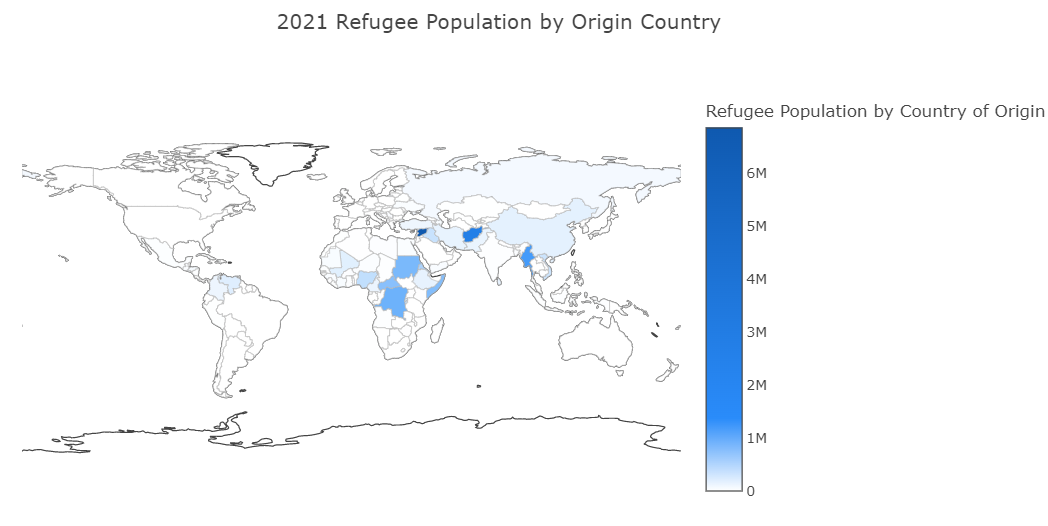 2021 Refugee Population by Origin Country
Refugee Population by Country of Origin
6M
5M
4M
3M
2M
1M
0